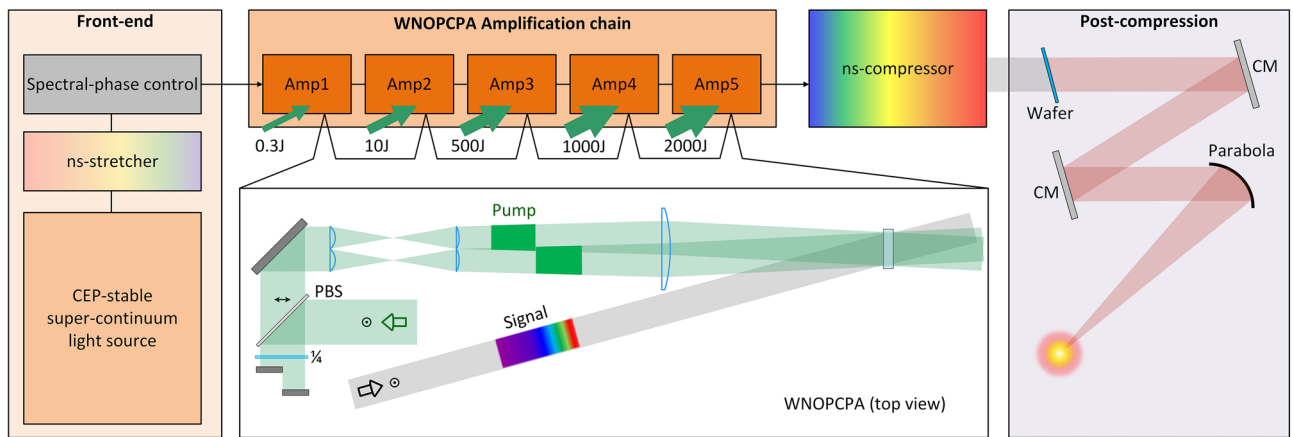 Front-end
Spectral-phase control
ns-stretcher
CEP-stable
super-continuum
light source
WNOPCPA Amplification chain
Amp1
Amp2
Amp3
Amp4
Amp5
0.3J
10J
500J
1000J
2000J
ns-compressor
Pump
PBS
¼
Signal
WNOPCPA (top view)
Post-compression
CM
Wafer
Parabola
CM